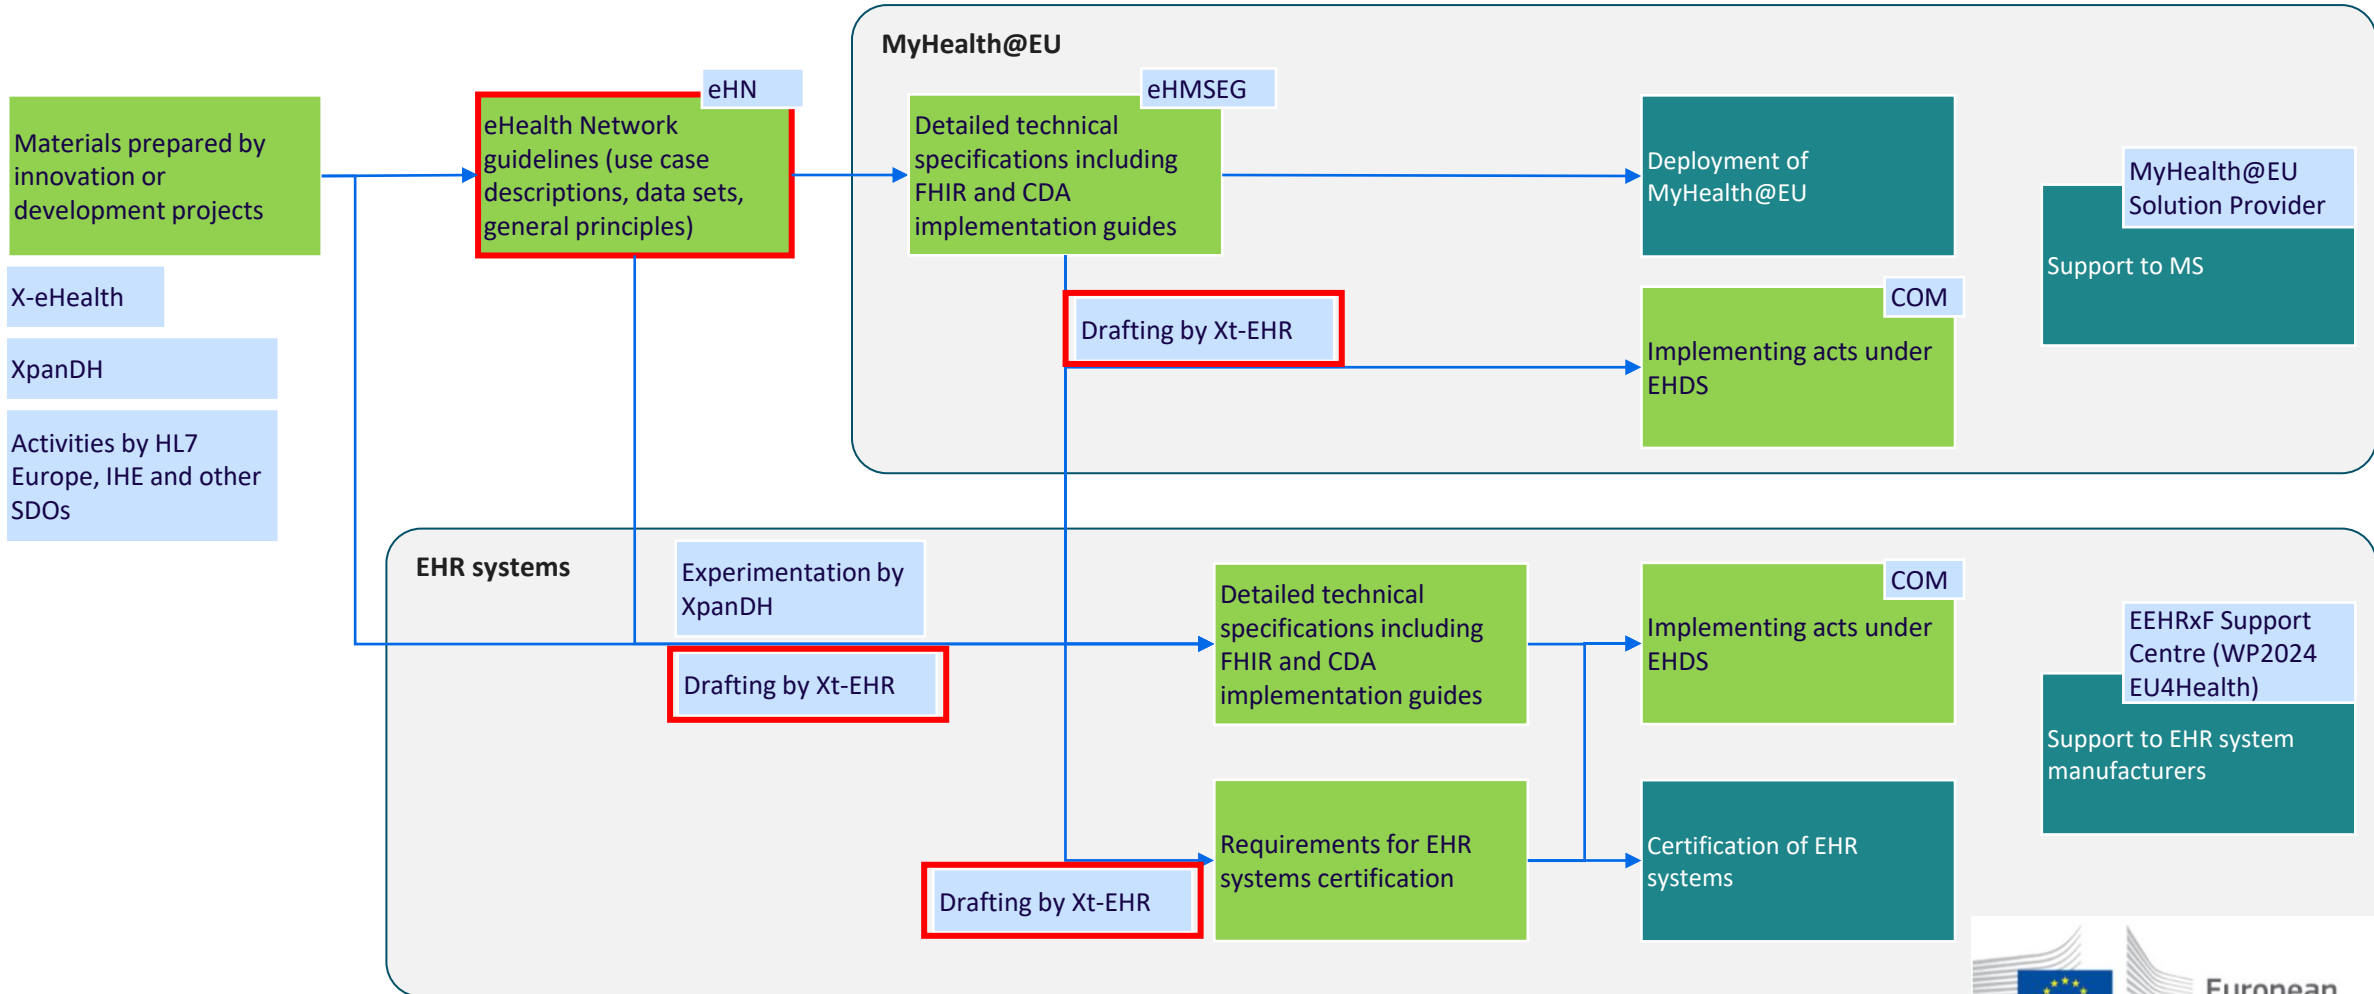 MyHealth@EU
eHN
eHMSEG
Materials prepared by
innovation or
development projects
eHealth Network
guidelines (use case
descriptions, data sets,
general principles)
Detailed technical
specifications including
FHIR and CDA
implementation guides
Deployment of
MyHealth@EU
MyHealth@EU
Solution Provider
Support to MS
X-eHealth
XpanDH
Activities by HL7
Europe, IHE and other
SDOs
Drafting by Xt-EHR
COM
Implementing acts under
EHDS
EHR systems
Experimentation by
XpanDH
Drafting by Xt-EHR
Detailed technical
specifications including
FHIR and CDA
implementation guides
COM
Implementing acts under
EHDS
EEHRxF Support
Centre (WP2024
EU4Health)
Support to EHR system
manufacturers
Drafting by Xt-EHR
Requirements for EHR
systems certification
Certification of EHR
systems
European